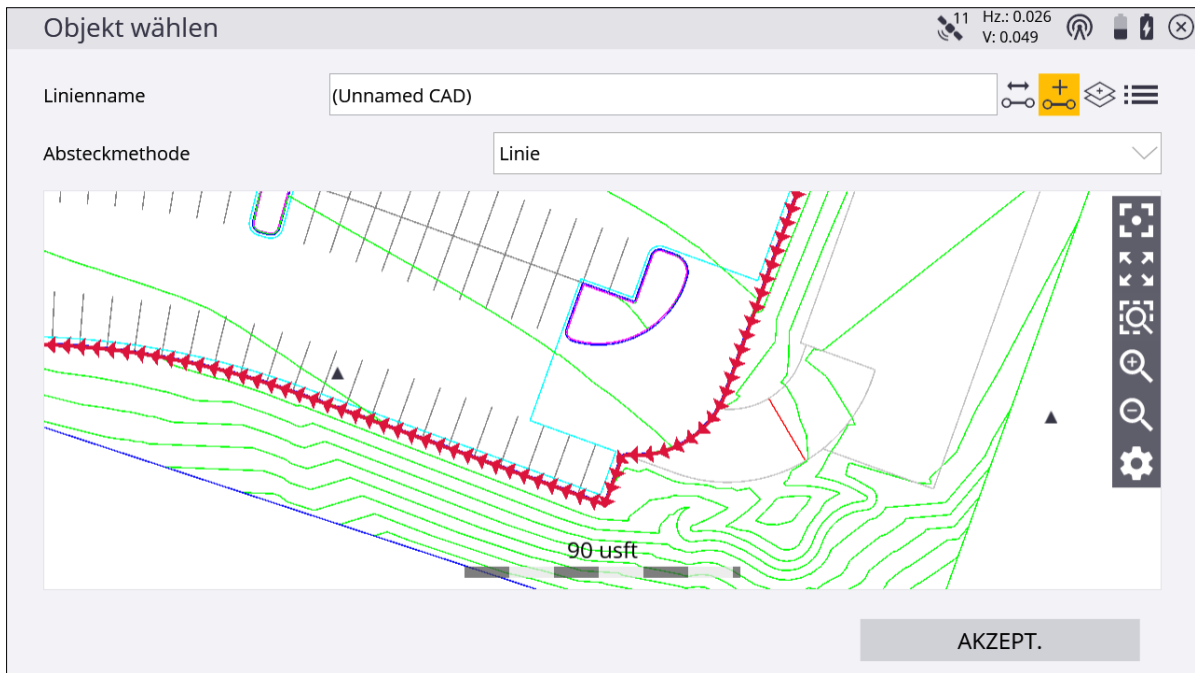 Objekt wählen
11
Hz.: 0.026
V: 0.049
Linienname
(Unnamed CAD)
Absteckmethode
Linie
90 usft
AKZEPT.